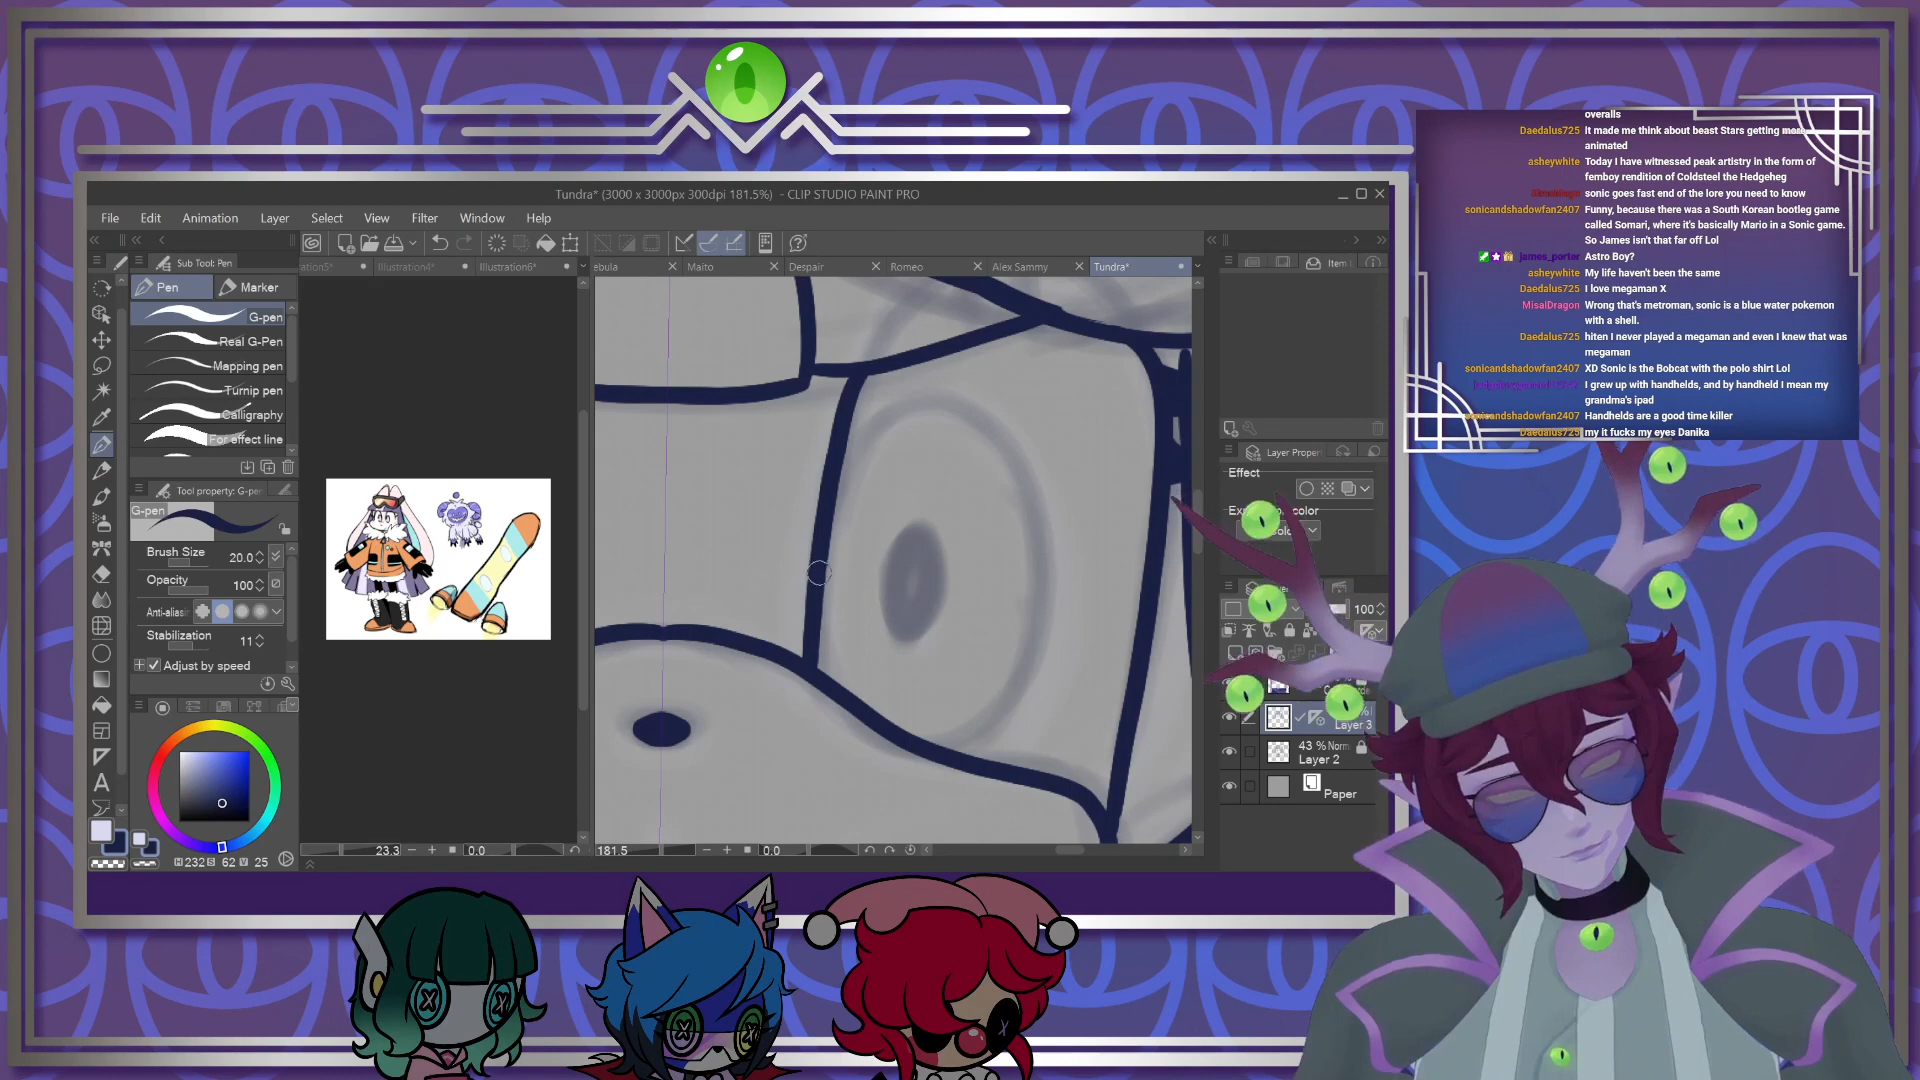 Tundra* (3000 x 3000px 300dpi 181.5%) - CLIP STUDIO PAINT PRO
File Edit Animation Layer Select View Filter Window Help
Sub Tool: Pen
Illustration4* Illustration6* ebula Maito Despair Romeo Alex Sammy Tundra*
Item
Pen Marker
G-pen
Real G-Pen
Mapping pen
Turnip pen
Calligraphy
For effect line
Tool property: G-pen
G-pen
Brush Size 20.0
Opacity 100
Anti-alias
Stabilization 11
Adjust by speed
H 232 S 62 V 25
23.3 0.0
181.5 0.0
Layer Proper
Effect
100
Layer 3
43 % Norm
Layer 2
Paper
overalls
Daedalus725 It made me think about beast Stars getting more
animated
asheywhite Today I have witnessed peak artistry in the form of
femboy rendition of Coldsteel the Hedgeheg
sonic goes fast end of the lore you need to know
sonicandshadowfan2407 Funny, because there was a South Korean bootleg game
called Somari, where it's basically Mario in a Sonic game.
So James isn't that far off Lol
james_porter Astro Boy?
asheywhite My life haven't been the same
Daedalus725 I love megaman X
MisalDragon Wrong that's metroman, sonic is a blue water pokemon
with a shell.
Daedalus725 hiten I never played a megaman and even I knew that was
megaman
sonicandshadowfan2407 XD Sonic is the Bobcat with the polo shirt Lol
I grew up with handhelds, and by handheld I mean my
grandma's ipad
sonicandshadowfan2407 Handhelds are a good time killer
Daedalus725 my it fucks my eyes Danika